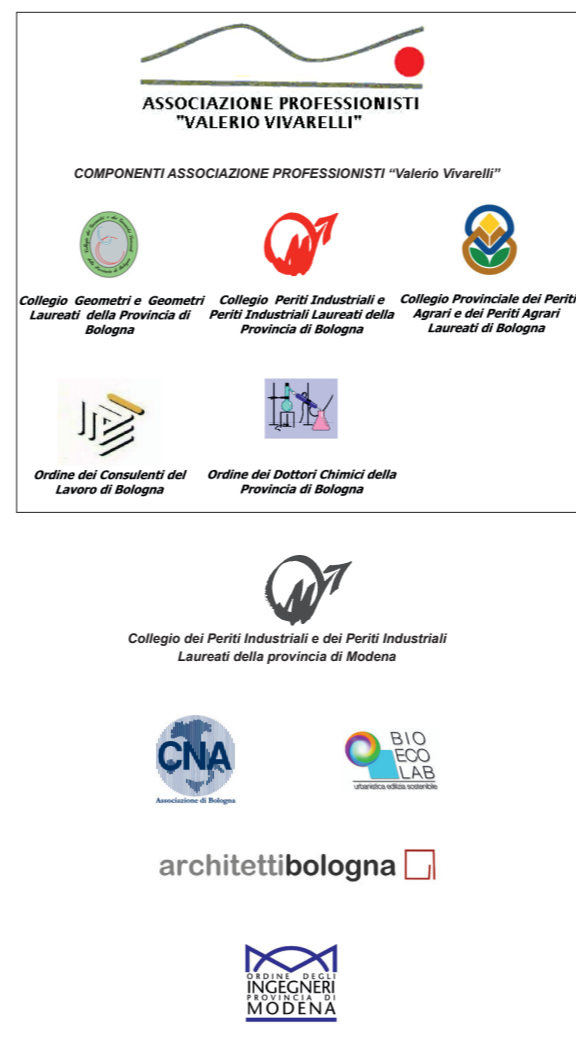 ASSOCIAZIONE PROFESSIONISTI
"VALERIO VIVARELLI"
COMPONENTI ASSOCIAZIONE PROFESSIONISTI “Valerio Vivarelli”
Collegio Geometri e Geometri
Laureati della Provincia di
Bologna
Collegio Periti Industriali e
Periti Industriali Laureati della
Provincia di Bologna
Collegio Provinciale dei Periti
Agrari e dei Periti Agrari
Laureati di Bologna
Ordine dei Consulenti del
Lavoro di Bologna
Ordine dei Dottori Chimici della
Provincia di Bologna
Collegio dei Periti Industriali e dei Periti Industriali
Laureati della provincia di Modena
CNA
Associazione di Bologna
BIO
ECO
LAB
urbanistica edilizia sostenibile
architettibologna
ORDINE DEGLI
INGEGNERI
PROVINCIA DI
MODENA